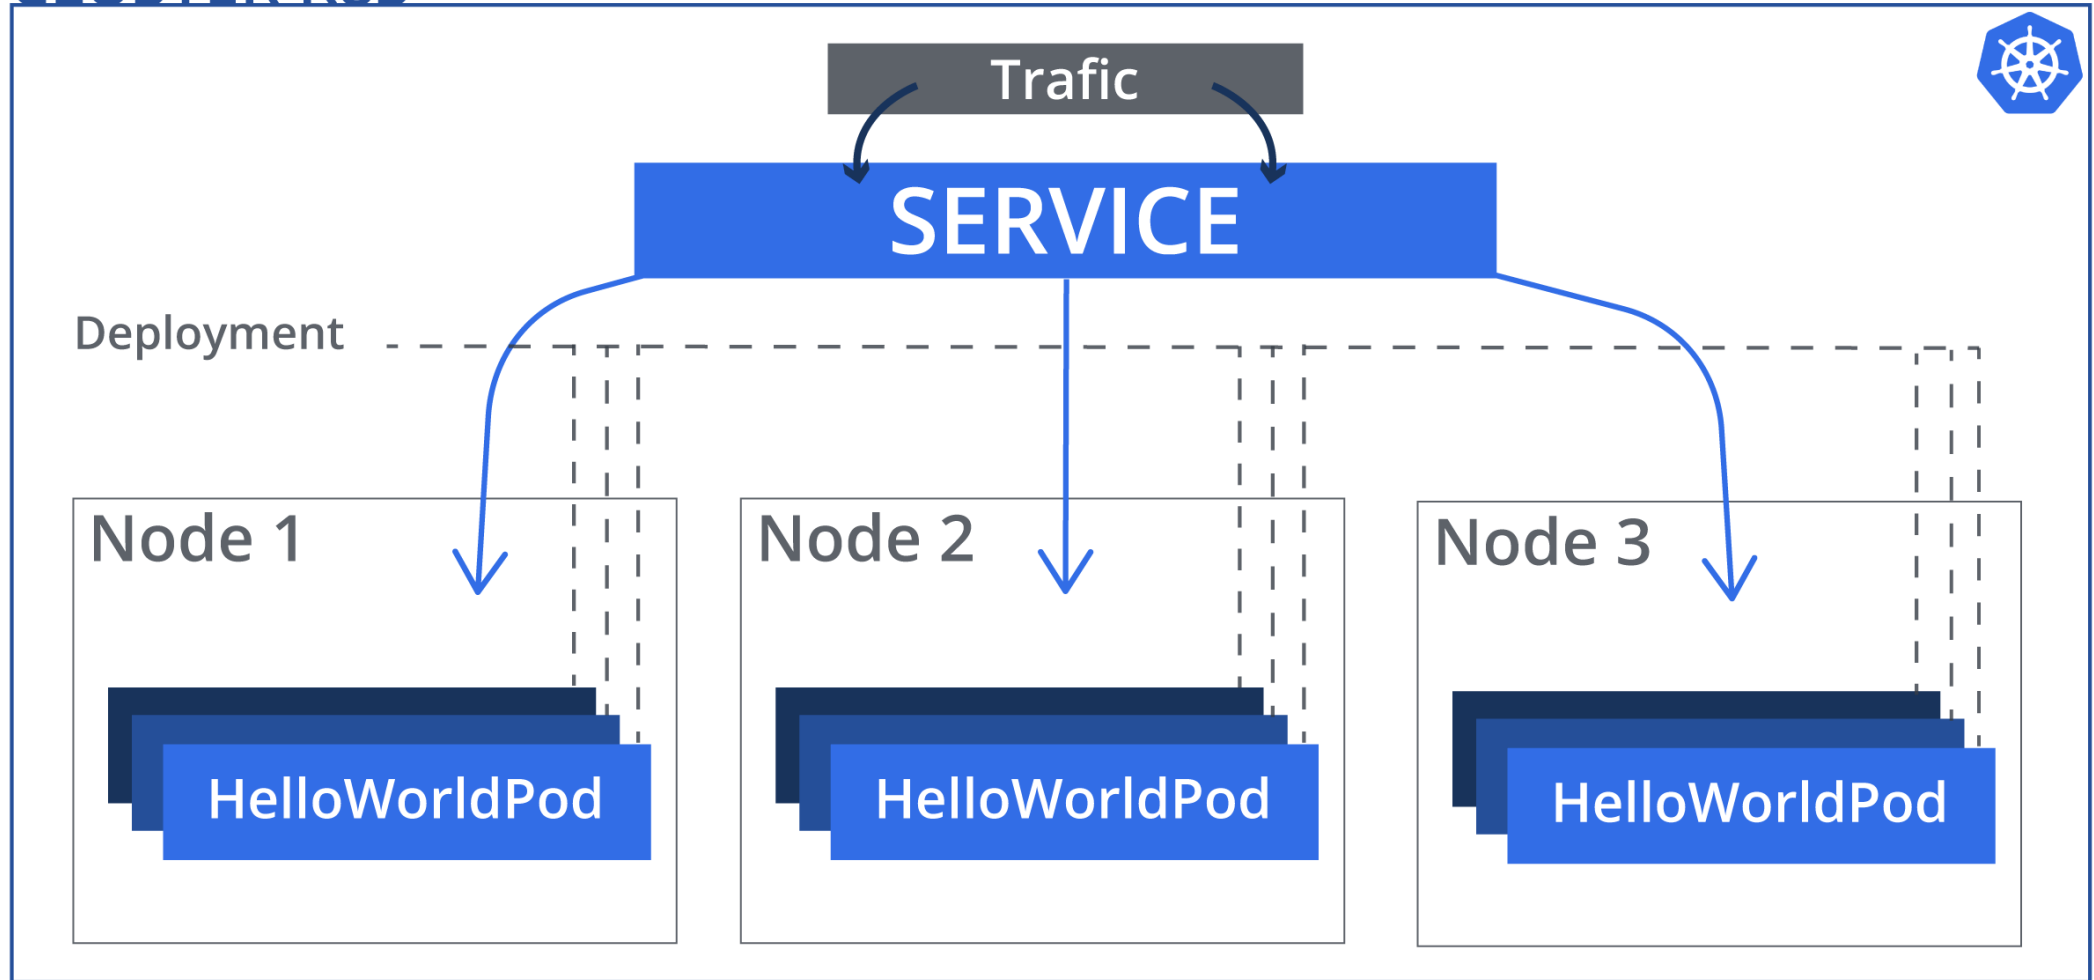 Trafic
SERVICE
Deployment
Node 1
Node 2
Node 3
HelloWorldPod
HelloWorldPod
HelloWorldPod